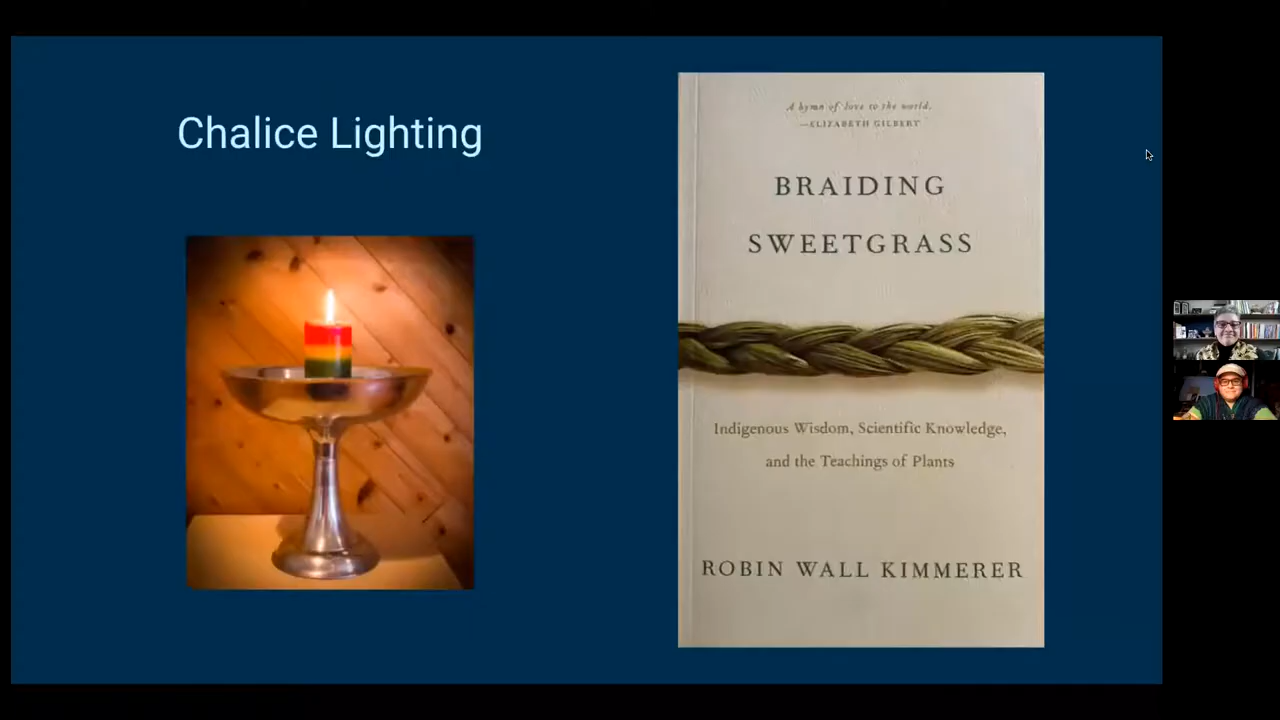 Chalice Lighting
A hymn of love to the world.
—ELIZABETH GILBERT
BRAIDING
SWEETGRASS
Indigenous Wisdom, Scientific Knowledge,
and the Teachings of Plants
ROBIN WALL KIMMERER